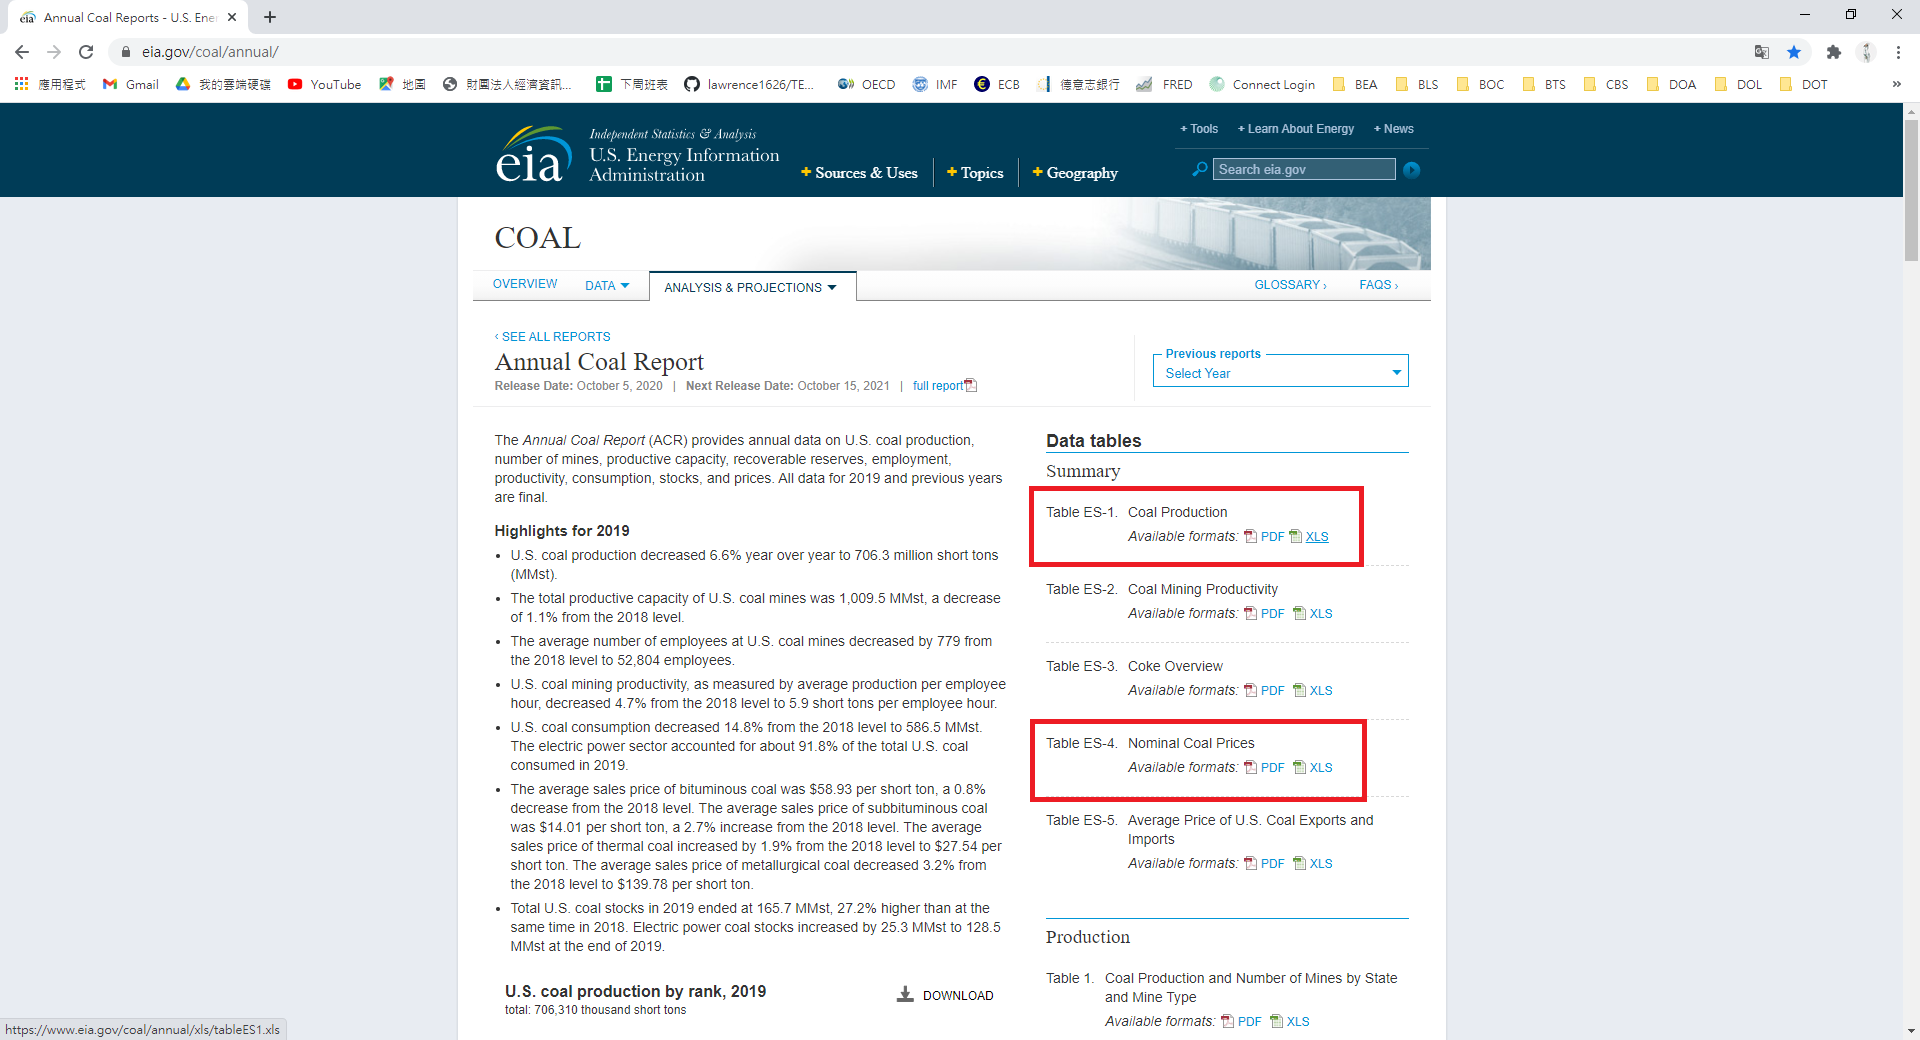 Annual Coal Reports - U.S. Ener
eia.gov/coal/annual/
應用程式 Gmail 我的雲端硬碟 YouTube 地圖 財團法人經濟資訊... 下周班表 lawrence1626/TE... OECD IMF ECB 德意志銀行 FRED Connect Login BEA BLS BOC BTS CBS DOA DOL DOT »
eia
Independent Statistics & Analysis
U.S. Energy Information
Administration
+ Sources & Uses + Topics + Geography
+ Tools + Learn About Energy + News
Search eia.gov
COAL
OVERVIEW DATA ANALYSIS & PROJECTIONS GLOSSARY › FAQS ›
‹ SEE ALL REPORTS
Annual Coal Report
Release Date: October 5, 2020 | Next Release Date: October 15, 2021 | full report
Previous reports
Select Year
The Annual Coal Report (ACR) provides annual data on U.S. coal production,
number of mines, productive capacity, recoverable reserves, employment,
productivity, consumption, stocks, and prices. All data for 2019 and previous years
are final.
Highlights for 2019
• U.S. coal production decreased 6.6% year over year to 706.3 million short tons
(MMst).
• The total productive capacity of U.S. coal mines was 1,009.5 MMst, a decrease
of 1.1% from the 2018 level.
• The average number of employees at U.S. coal mines decreased by 779 from
the 2018 level to 52,804 employees.
• U.S. coal mining productivity, as measured by average production per employee
hour, decreased 4.7% from the 2018 level to 5.9 short tons per employee hour.
• U.S. coal consumption decreased 14.8% from the 2018 level to 586.5 MMst.
The electric power sector accounted for about 91.8% of the total U.S. coal
consumed in 2019.
• The average sales price of bituminous coal was $58.93 per short ton, a 0.8%
decrease from the 2018 level. The average sales price of subbituminous coal
was $14.01 per short ton, a 2.7% increase from the 2018 level. The average
sales price of thermal coal increased by 1.9% from the 2018 level to $27.54 per
short ton. The average sales price of metallurgical coal decreased 3.2% from
the 2018 level to $139.78 per short ton.
• Total U.S. coal stocks in 2019 ended at 165.7 MMst, 27.2% higher than at the
same time in 2018. Electric power coal stocks increased by 25.3 MMst to 128.5
MMst at the end of 2019.
U.S. coal production by rank, 2019
total: 706,310 thousand short tons
DOWNLOAD
Data tables
Summary
Table ES-1. Coal Production
Available formats: PDF XLS
Table ES-2. Coal Mining Productivity
Available formats: PDF XLS
Table ES-3. Coke Overview
Available formats: PDF XLS
Table ES-4. Nominal Coal Prices
Available formats: PDF XLS
Table ES-5. Average Price of U.S. Coal Exports and
Imports
Available formats: PDF XLS
Production
Table 1. Coal Production and Number of Mines by State
and Mine Type
Available formats: PDF XLS
https://www.eia.gov/coal/annual/xls/tableES1.xls